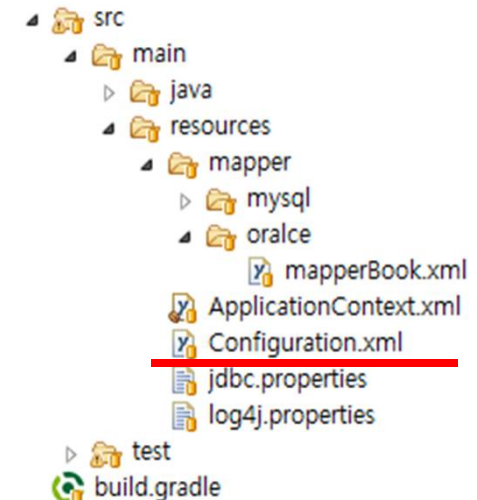 src
main
java
resources
mapper
mysql
oralce
mapperBook.xml
ApplicationContext.xml
Configuration.xml
jdbc.properties
log4j.properties
test
build.gradle